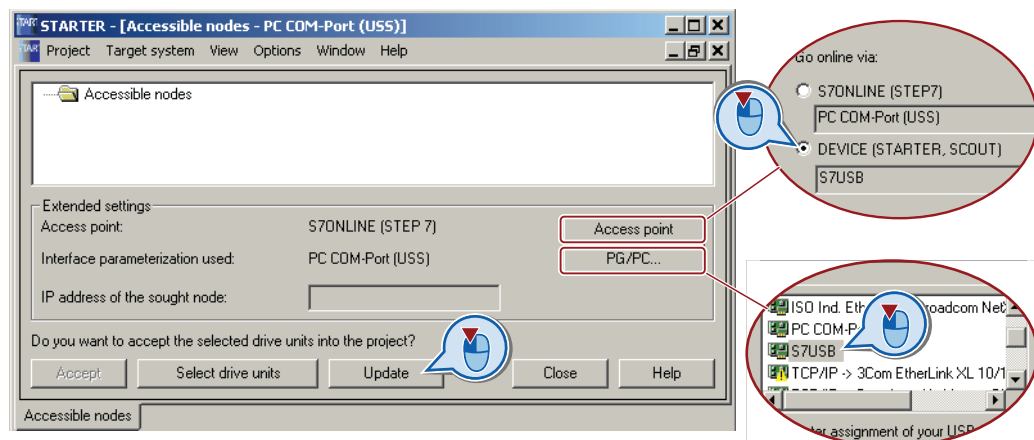 STARTER - [Accessible nodes - PC COM-Port (USS)]
Project Target system View Options Window Help
Accessible nodes
Extended settings
Access point: S7ONLINE (STEP 7) Access point
Interface parameterization used: PC COM-Port (USS) PG/PC...
IP address of the sought node:
Do you want to accept the selected drive units into the project?
Accept Select drive units Update Close Help
Accessible nodes
Go online via:
S7ONLINE (STEP7)
PC COM-Port (USS)
DEVICE (STARTER, SCOUT)
S7USB
ISO Ind.
PC
S7USB
TCP/IP -> 3Com EtherLink XL 10/1
assignment of your USB